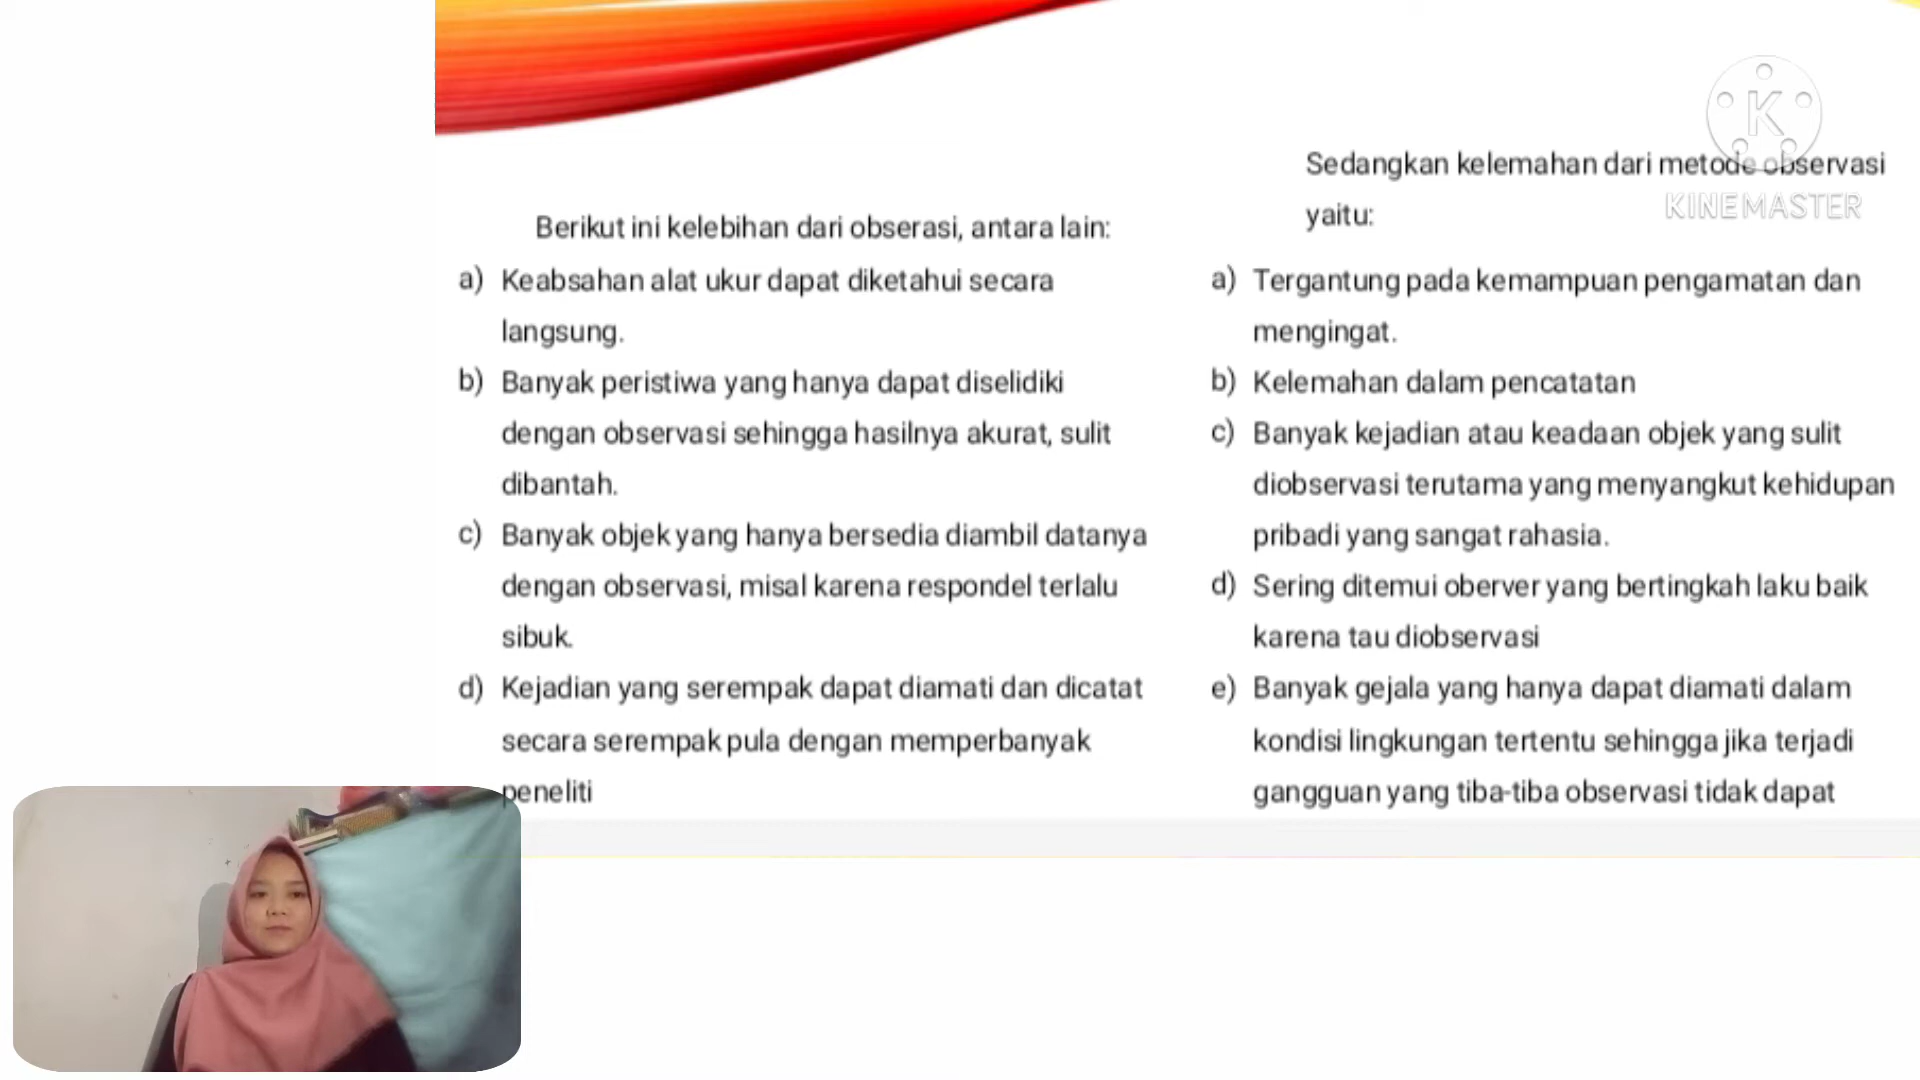 Berikut ini kelebihan dari obserasi, antara lain:
a) Keabsahan alat ukur dapat diketahui secara
langsung.
b) Banyak peristiwa yang hanya dapat diselidiki
dengan observasi sehingga hasilnya akurat, sulit
dibantah.
c) Banyak objek yang hanya bersedia diambil datanya
dengan observasi, misal karena respondel terlalu
sibuk.
d) Kejadian yang serempak dapat diamati dan dicatat
secara serempak pula dengan memperbanyak
peneliti
Sedangkan kelemahan dari metode observasi
yaitu:
a) Tergantung pada kemampuan pengamatan dan
mengingat.
b) Kelemahan dalam pencatatan
c) Banyak kejadian atau keadaan objek yang sulit
diobservasi terutama yang menyangkut kehidupan
pribadi yang sangat rahasia.
d) Sering ditemui oberver yang bertingkah laku baik
karena tau diobservasi
e) Banyak gejala yang hanya dapat diamati dalam
kondisi lingkungan tertentu sehingga jika terjadi
gangguan yang tiba-tiba observasi tidak dapat
K
KINEMASTER